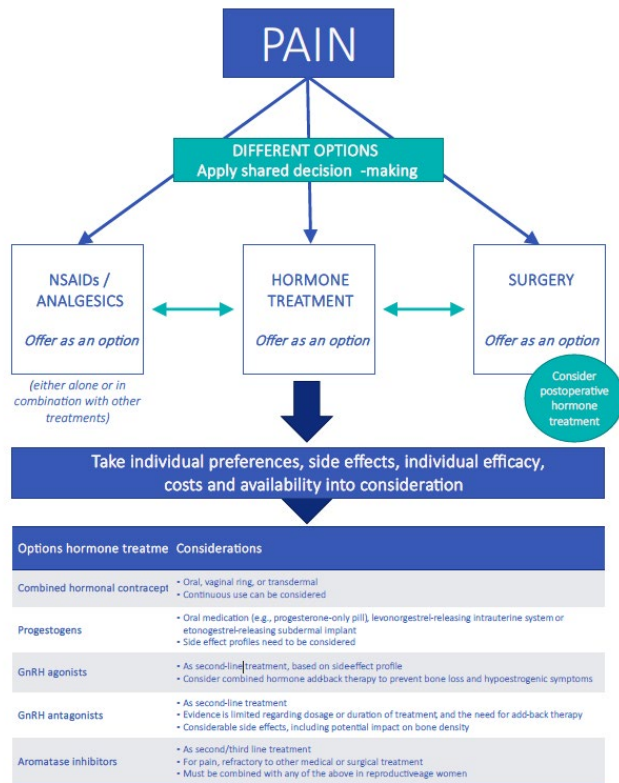 PAIN
DIFFERENT OPTIONS
Apply shared decision -making
NSAIDs /
ANALGESICS
Offer as an option
(either alone or in
combination with other
treatments)
HORMONE
TREATMENT
Offer as an option
SURGERY
Offer as an option
Consider
postoperative
hormone
treatment
Take individual preferences, side effects, individual efficacy,
costs and availability into consideration
Options hormone treatme Considerations
Combined hormonal contracept
• Oral, vaginal ring, or transdermal
• Continuous use can be considered
Progestogens
• Oral medication (e.g., progesterone-only pill), levonorgestrel-releasing intrauterine system or
etonogestrel-releasing subdermal implant
• Side effect profiles need to be considered
GnRH agonists
• As second-line treatment, based on side-effect profile
• Consider combined hormone add-back therapy to prevent bone loss and hypoestrogenic symptoms
GnRH antagonists
• As second-line treatment
• Evidence is limited regarding dosage or duration of treatment, and the need for add-back therapy
• Considerable side effects, including potential impact on bone density
Aromatase inhibitors
• As second/third line treatment
• For pain, refractory to other medical or surgical treatment
• Must be combined with any of the above in reproductiveage women